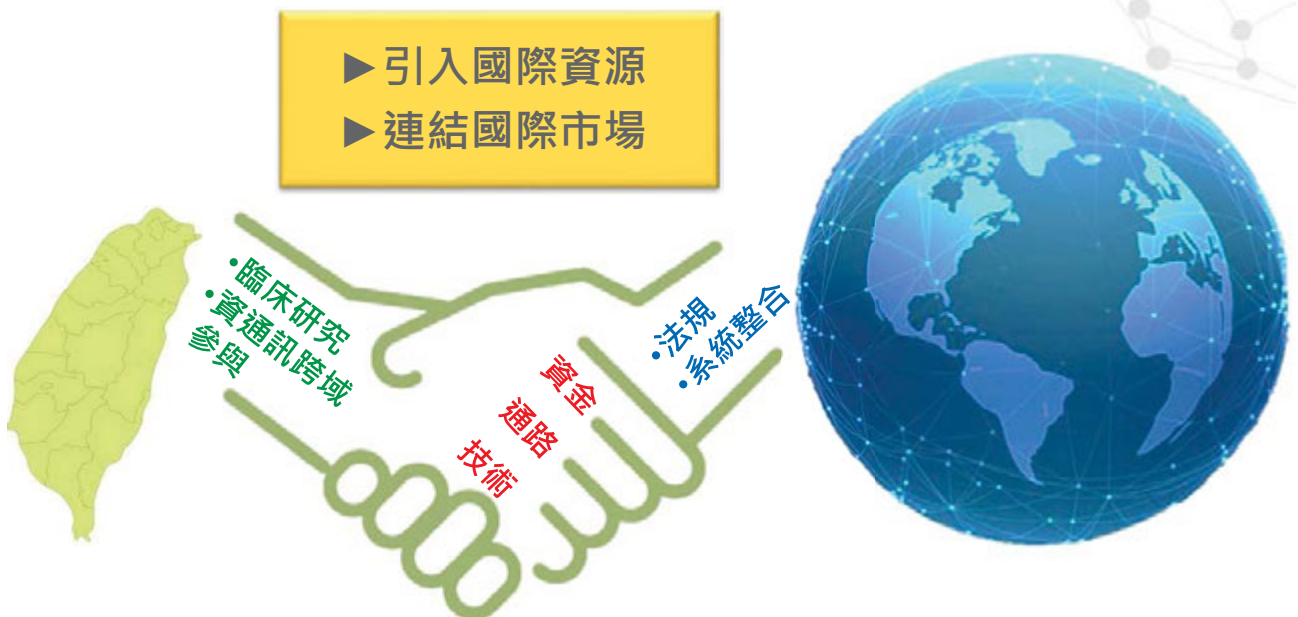 ▶引入國際資源
▶連結國際市場
•臨床研究
•資通訊跨域
參與
資金
通路
技術
•法規
•系統整合